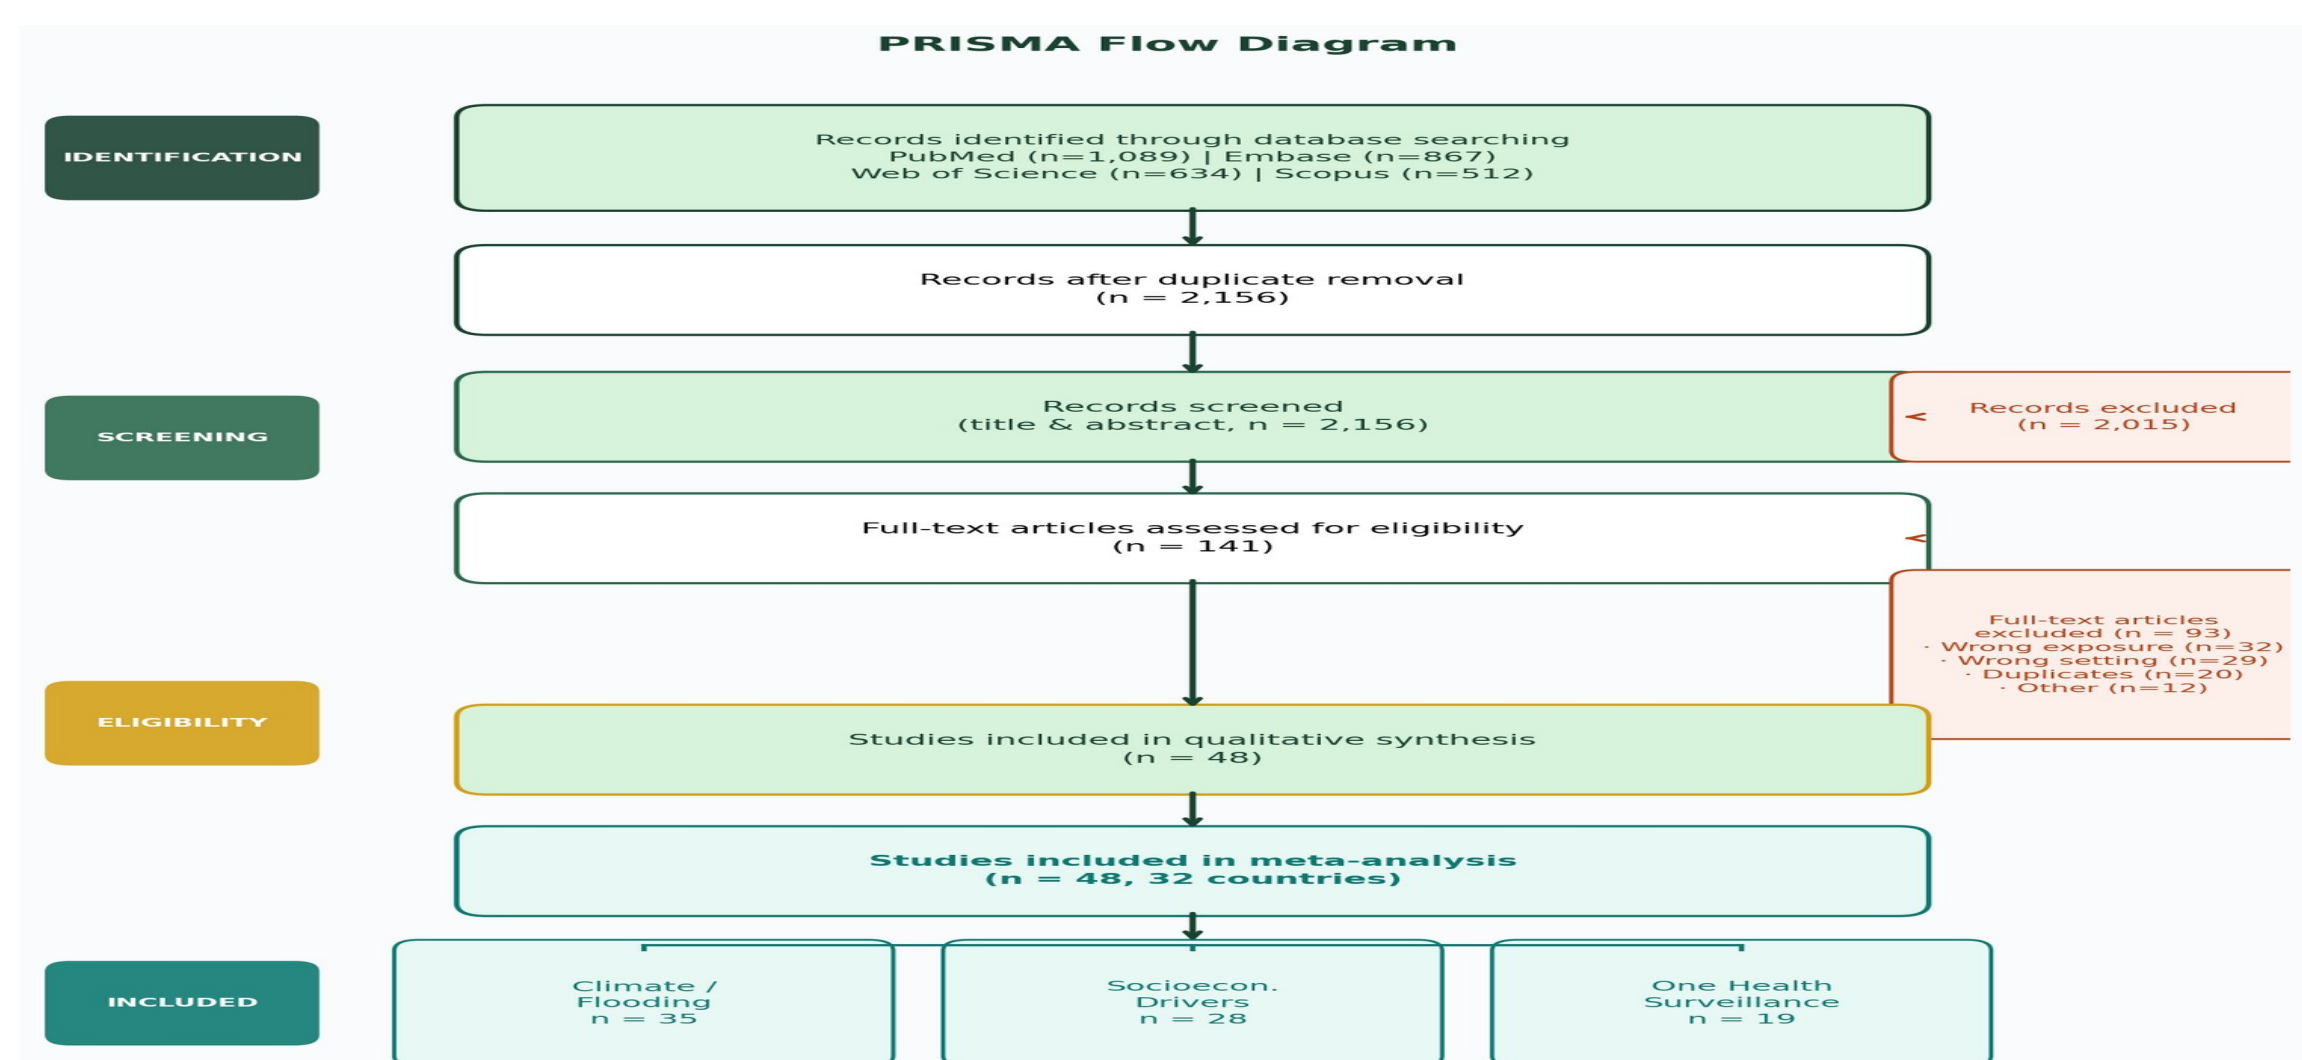 PRISMA Flow Diagram
IDENTIFICATION
Records identified through database searching
PubMed (n=1,089) | Embase (n=867)
Web of Science (n=634) | Scopus (n=512)
Records after duplicate removal
(n = 2,156)
SCREENING
Records screened
(title & abstract, n = 2,156)
Records excluded
(n = 2,015)
Full-text articles assessed for eligibility
(n = 141)
Full-text articles
excluded (n = 93)
· Wrong exposure (n=32)
· Wrong setting (n=29)
· Duplicates (n=20)
· Other (n=12)
ELIGIBILITY
Studies included in qualitative synthesis
(n = 48)
Studies included in meta-analysis
(n = 48, 32 countries)
INCLUDED
Climate /
Flooding
n = 35
Socioecon.
Drivers
n = 28
One Health
Surveillance
n = 19